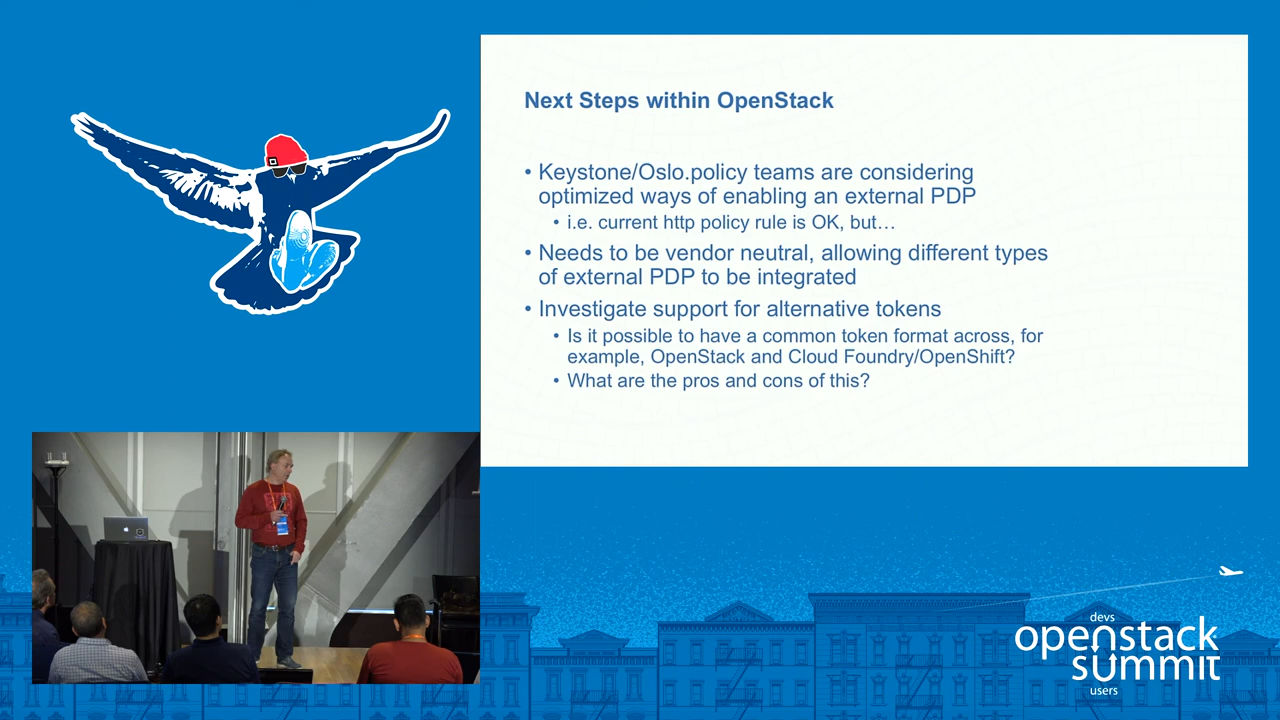 Next Steps within OpenStack
• Keystone/Oslo.policy teams are considering
optimized ways of enabling an external PDP
• i.e. current http policy rule is OK, but…
• Needs to be vendor neutral, allowing different types
of external PDP to be integrated
• Investigate support for alternative tokens
• Is it possible to have a common token format across, for
example, OpenStack and Cloud Foundry/OpenShift?
• What are the pros and cons of this?
devs
openstack
summit
users